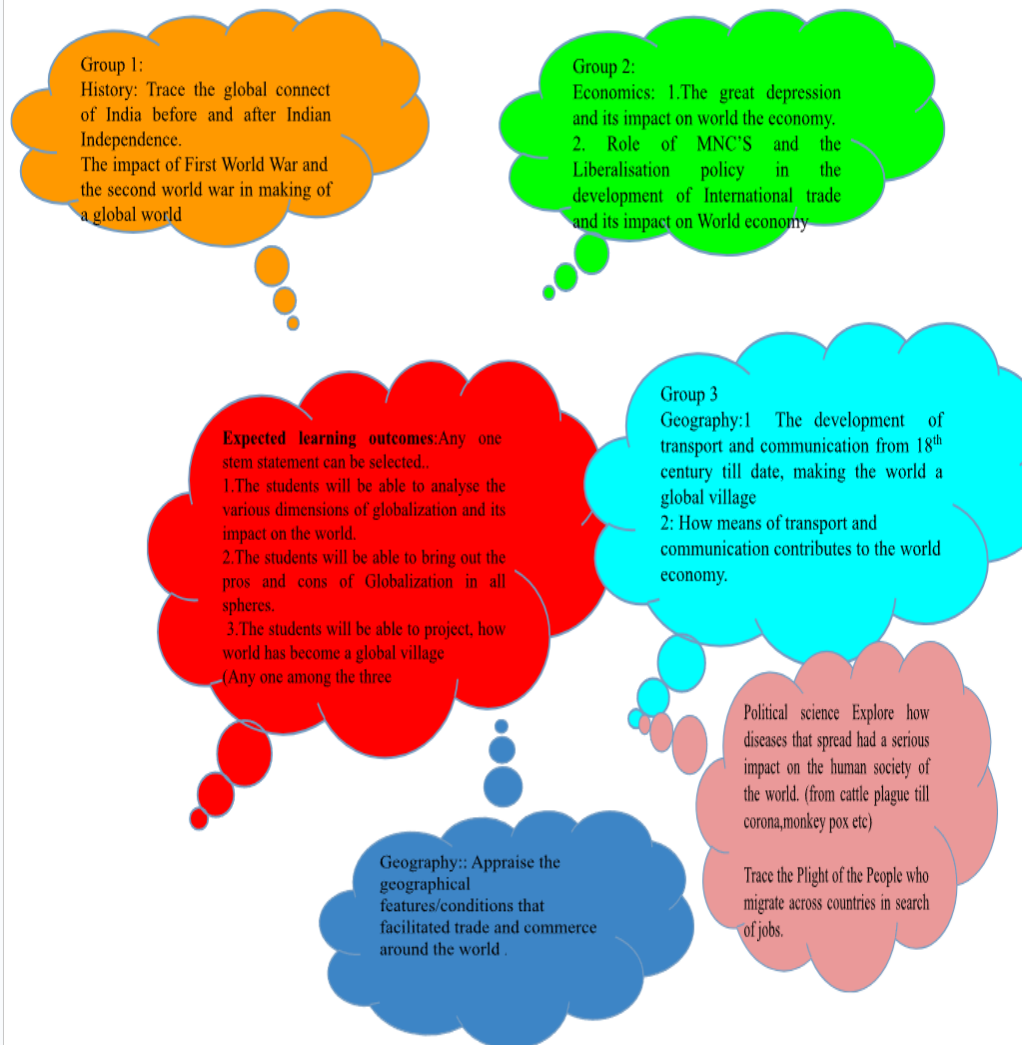 Group 1:
History: Trace the global connect
of India before and after Indian
Independence.
The impact of First World War and
the second world war in making of
a global world
Group 2:
Economics: 1.The great depression
and its impact on world the economy.
2. Role of MNC'S and the
Liberalisation policy in the
development of International trade
and its impact on World economy
Expected learning outcomes:Any one
stem statement can be selected..
1.The students will be able to analyse the
various dimensions of globalization and its
impact on the world.
2.The students will be able to bring out the
pros and cons of Globalization in all
spheres.
3.The students will be able to project, how
world has become a global village
(Any one among the three
Group 3
Geography:1 The development of
transport and communication from 18th
century till date, making the world a
global village
2: How means of transport and
communication contributes to the world
economy.
Political science Explore how
diseases that spread had a serious
impact on the human society of
the world. (from cattle plague till
corona,monkey pox etc)
Trace the Plight of the People who
migrate across countries in search
of jobs.
Geography:: Appraise the
geographical
features/conditions that
facilitated trade and commerce
around the world .